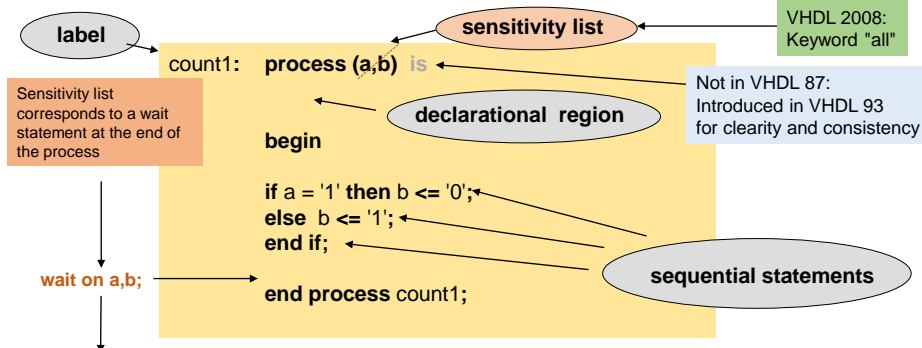 label
sensitivity list
VHDL 2008:
Keyword "all"
count1: process (a,b) is
Not in VHDL 87:
Introduced in VHDL 93
for clearity and consistency
Sensitivity list
corresponds to a wait
statement at the end of
the process
declarational region
begin
if a = '1' then b <= '0';
else b <= '1';
end if;
sequential statements
wait on a,b;
end process count1;